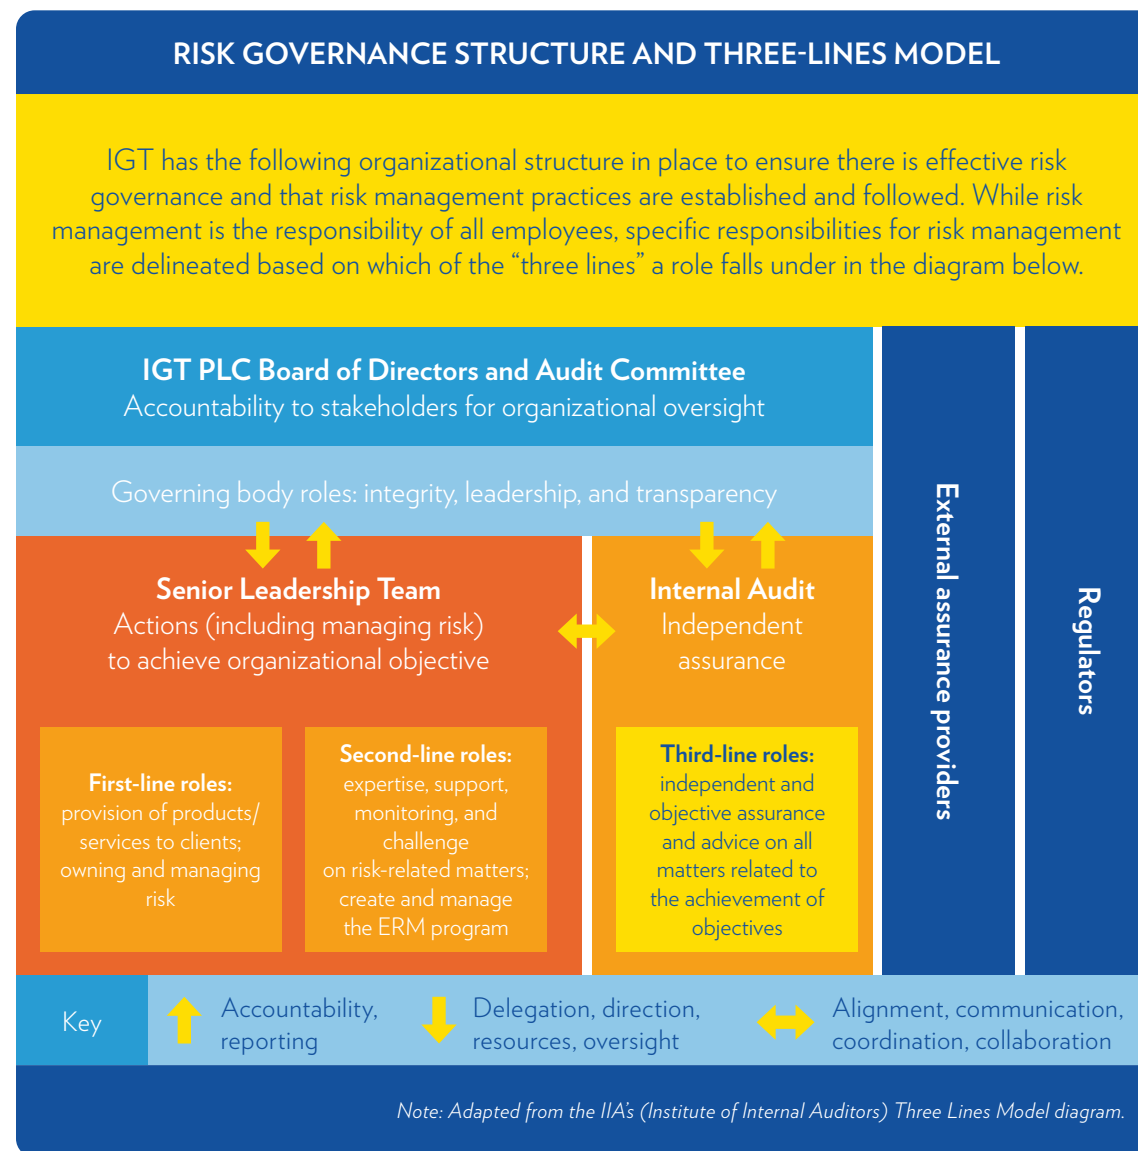 RISK GOVERNANCE STRUCTURE AND THREE-LINES MODEL
IGT has the following organizational structure in place to ensure there is effective risk
governance and that risk management practices are established and followed. While risk
management is the responsibility of all employees, specific responsibilities for risk management
are delineated based on which of the “three lines” a role falls under in the diagram below.
IGT PLC Board of Directors and Audit Committee
Accountability to stakeholders for organizational oversight
Governing body roles: integrity, leadership, and transparency
Senior Leadership Team
Actions (including managing risk)
to achieve organizational objective
First-line roles:
provision of products/
services to clients;
owning and managing
risk
Second-line roles:
expertise, support,
monitoring, and
challenge
on risk-related matters;
create and manage
the ERM program
Internal Audit
Independent
assurance
Third-line roles:
independent and
objective assurance
and advice on all
matters related to
the achievement of
objectives
External assurance providers
Regulators
Key
Accountability,
reporting
Delegation, direction,
resources, oversight
Alignment, communication,
coordination, collaboration
Note: Adapted from the IIA’s (Institute of Internal Auditors) Three Lines Model diagram.